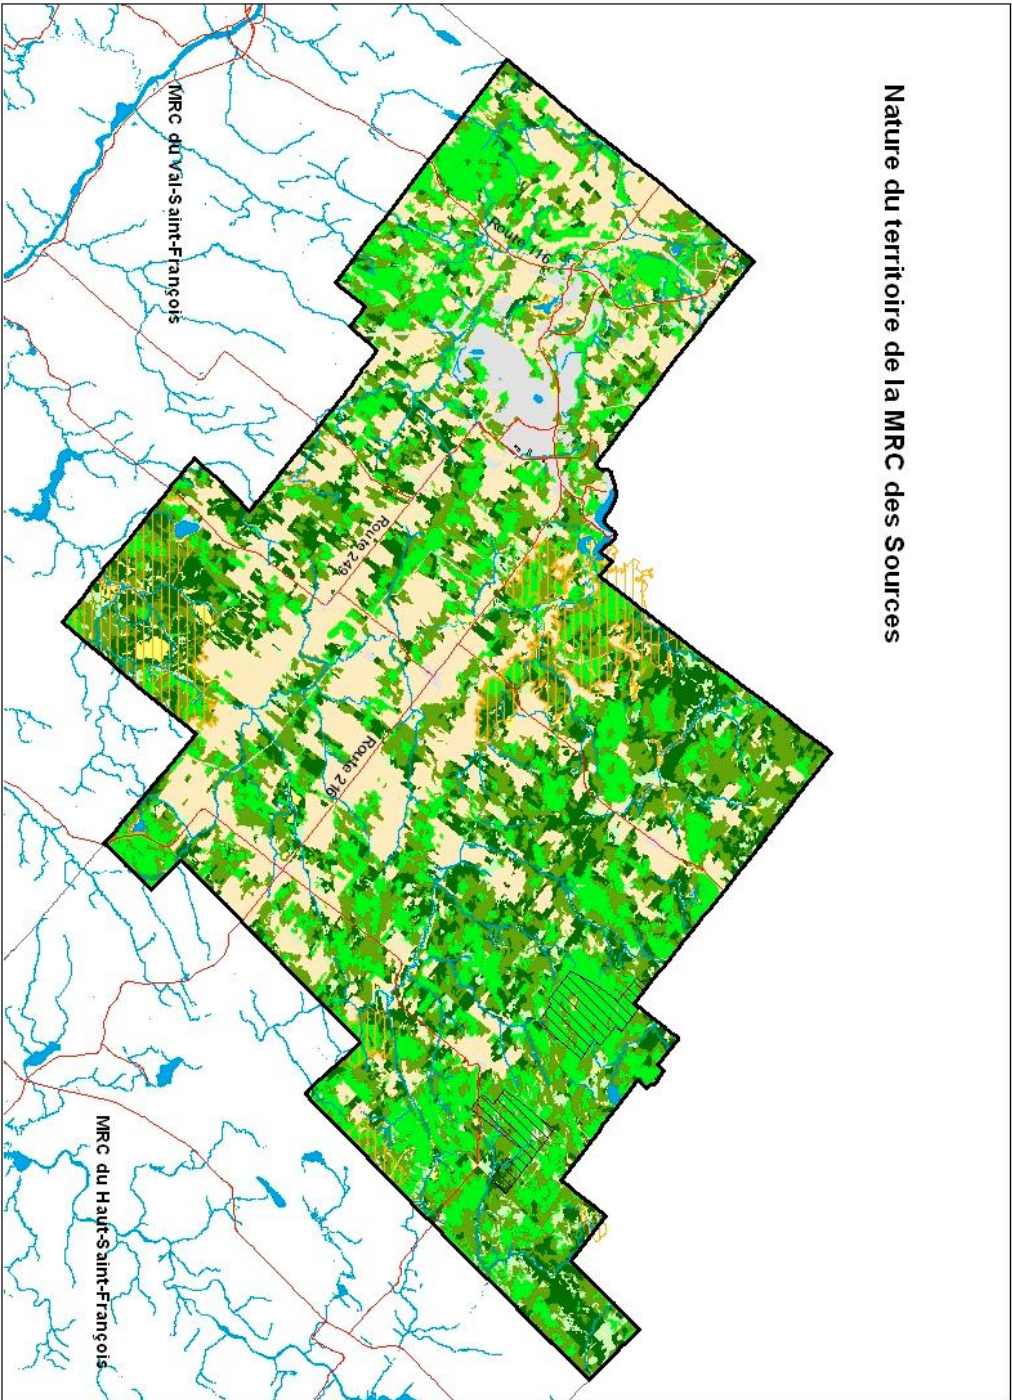 Nature du territoire de la MRC des Sources
Route 116
MRC du Val-Saint-François
Route 249
Route 216
MRC du Haut-Saint-François